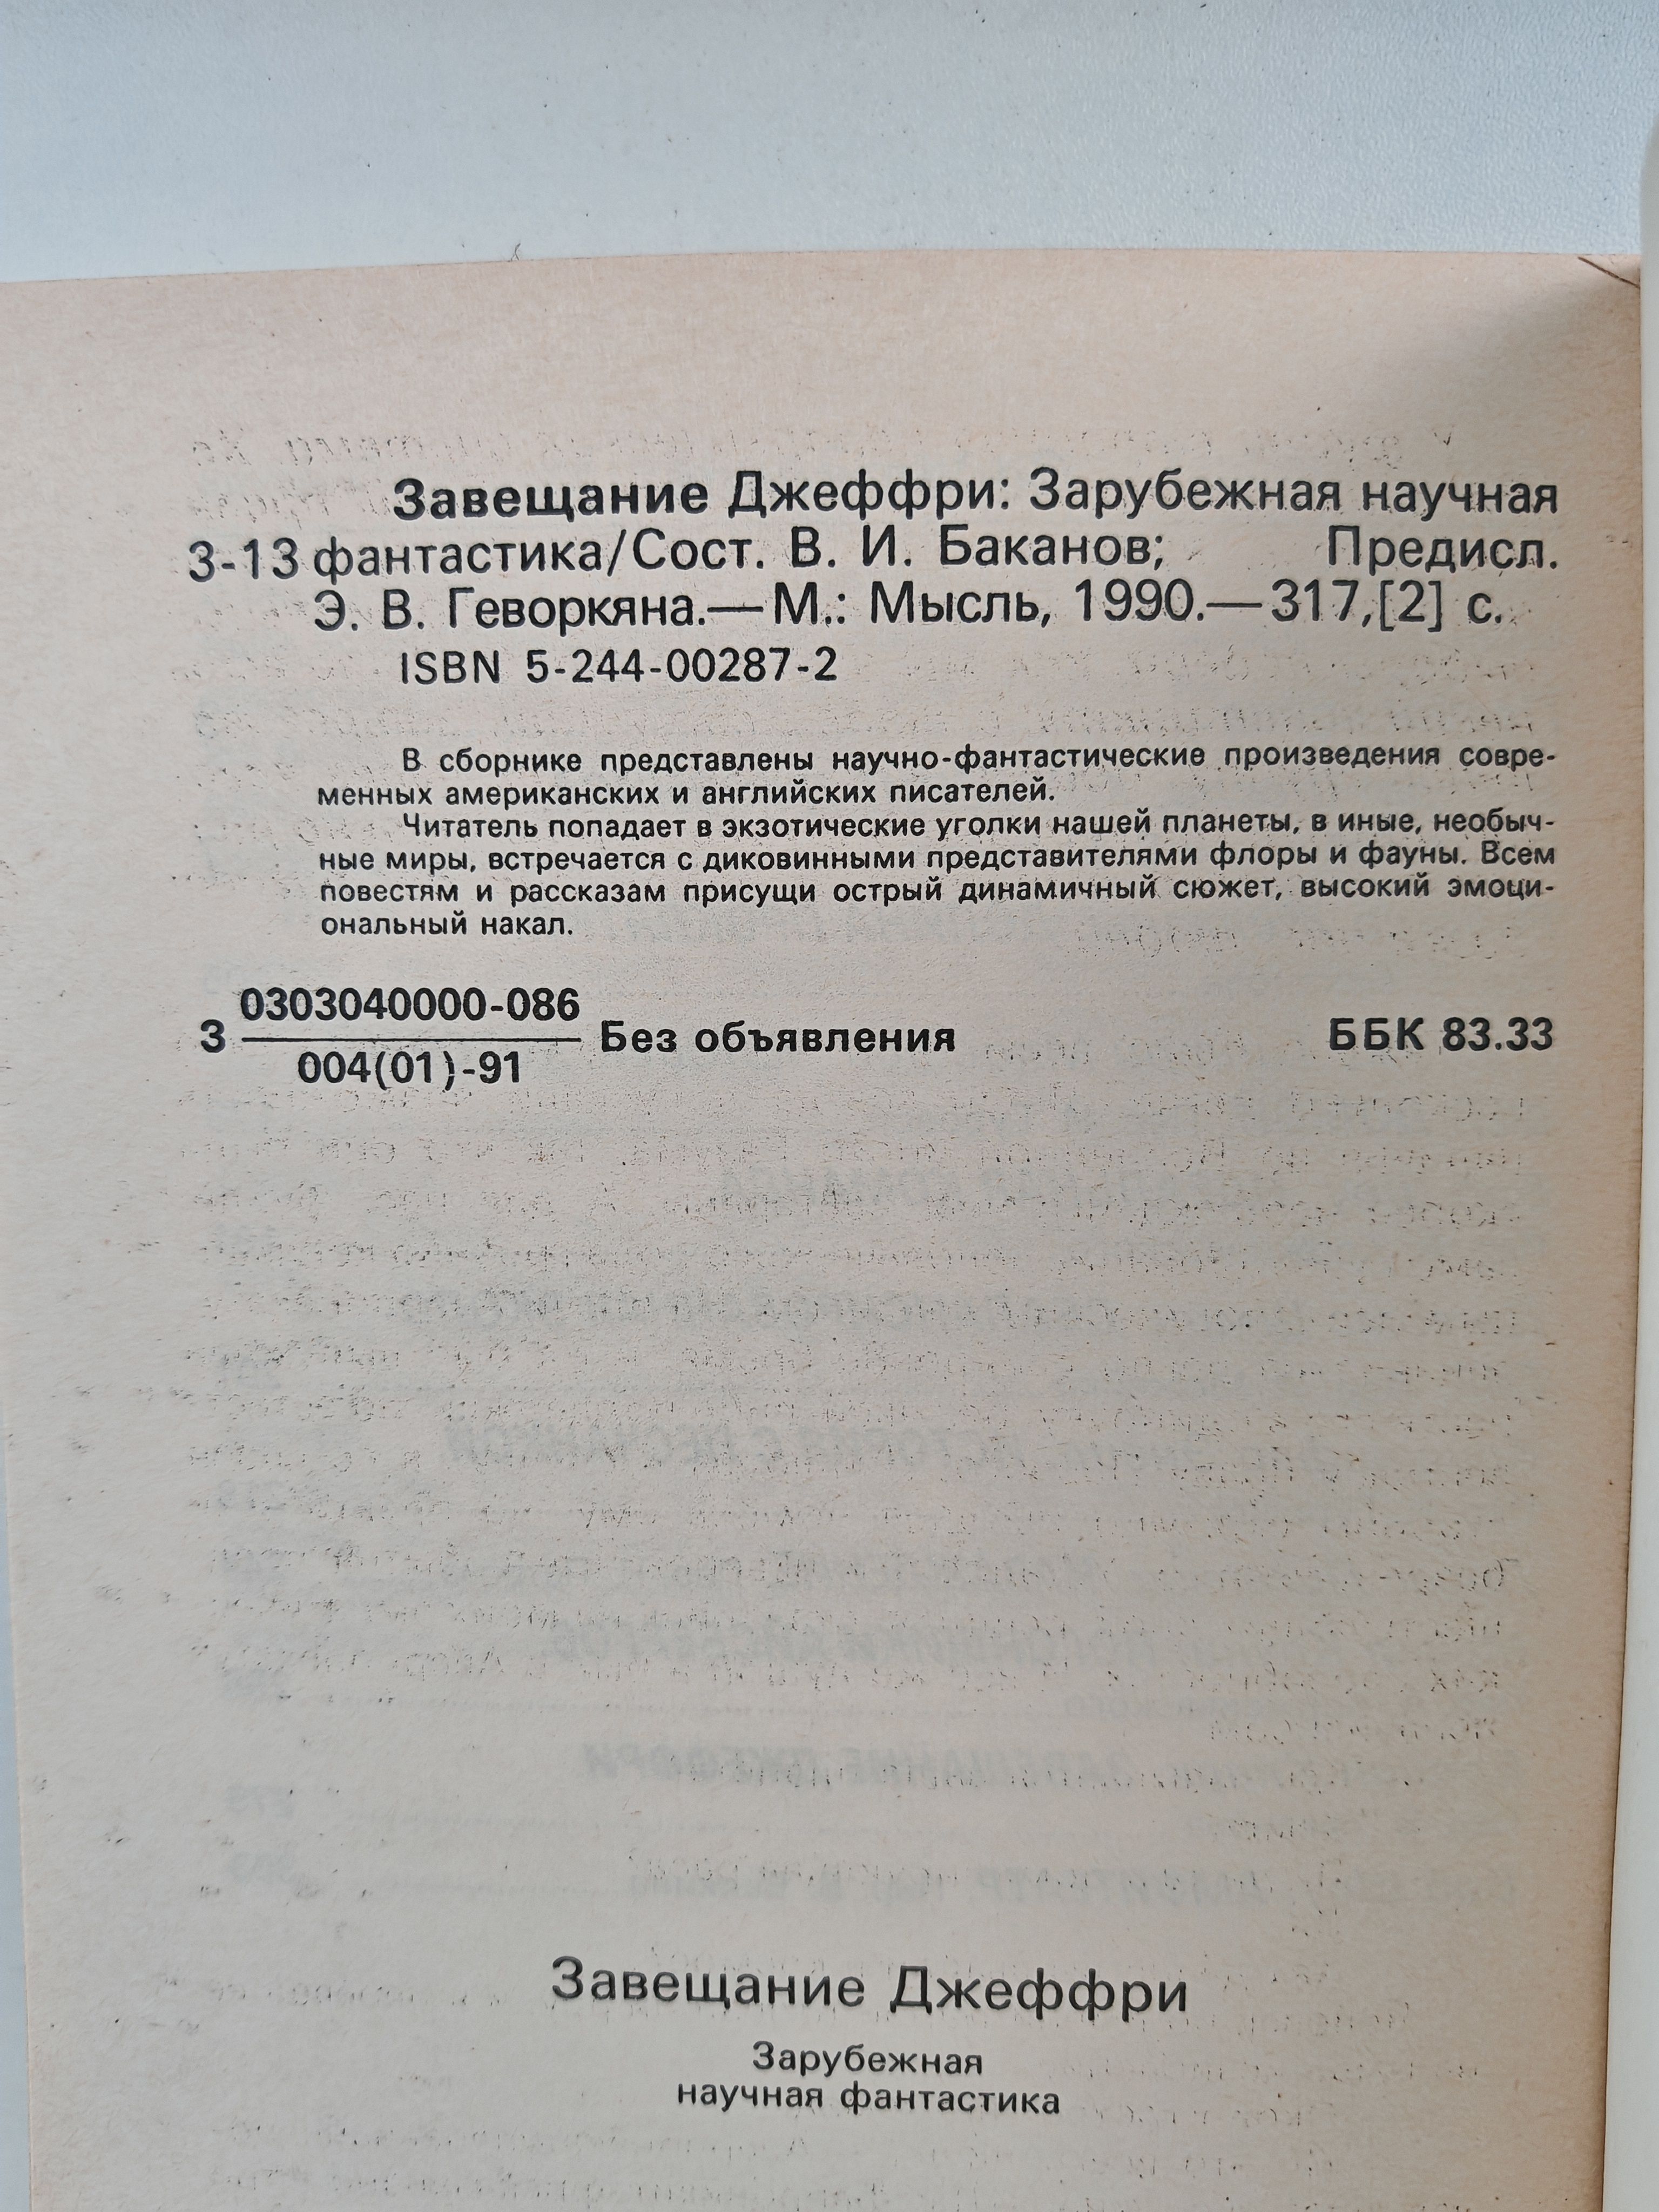 Завещание Джеффри: Зарубежная научная
З-13 фантастика/Сост. В. И. Баканов; Предисл.
Э. В. Геворкяна.—М.: Мысль, 1990.—317,[2] с.
ISBN 5-244-00287-2
В сборнике представлены научно-фантастические произведения совре-
менных американских и английских писателей.
Читатель попадает в экзотические уголки нашей планеты, в иные, необыч-
ные миры, встречается с диковинными представителями флоры и фауны. Всем
повестям и рассказам присущи острый динамичный сюжет, высокий эмоци-
ональный накал.
0303040000-086
З Без объявления ББК 83.33
004(01)-91
Завещание Джеффри
Зарубежная
научная фантастика